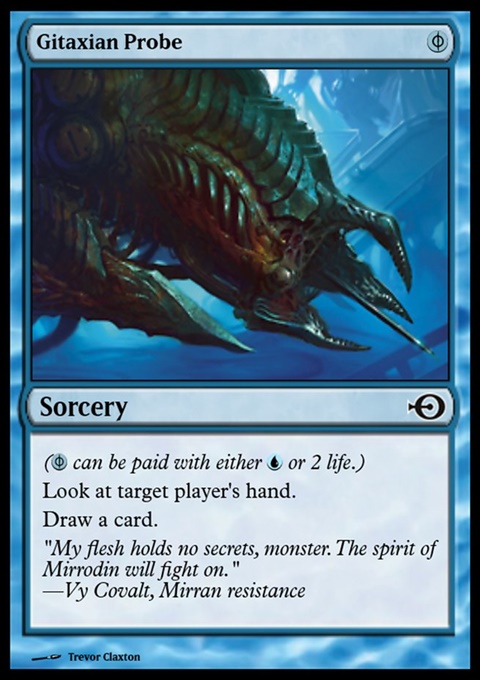 Gitaxian Probe
Sorcery
( can be paid with either or 2 life.)
Look at target player's hand.
Draw a card.
"My flesh holds no secrets, monster. The spirit of
Mirrodin will fight on."
—Vy Covalt, Mirran resistance
Trevor Claxton